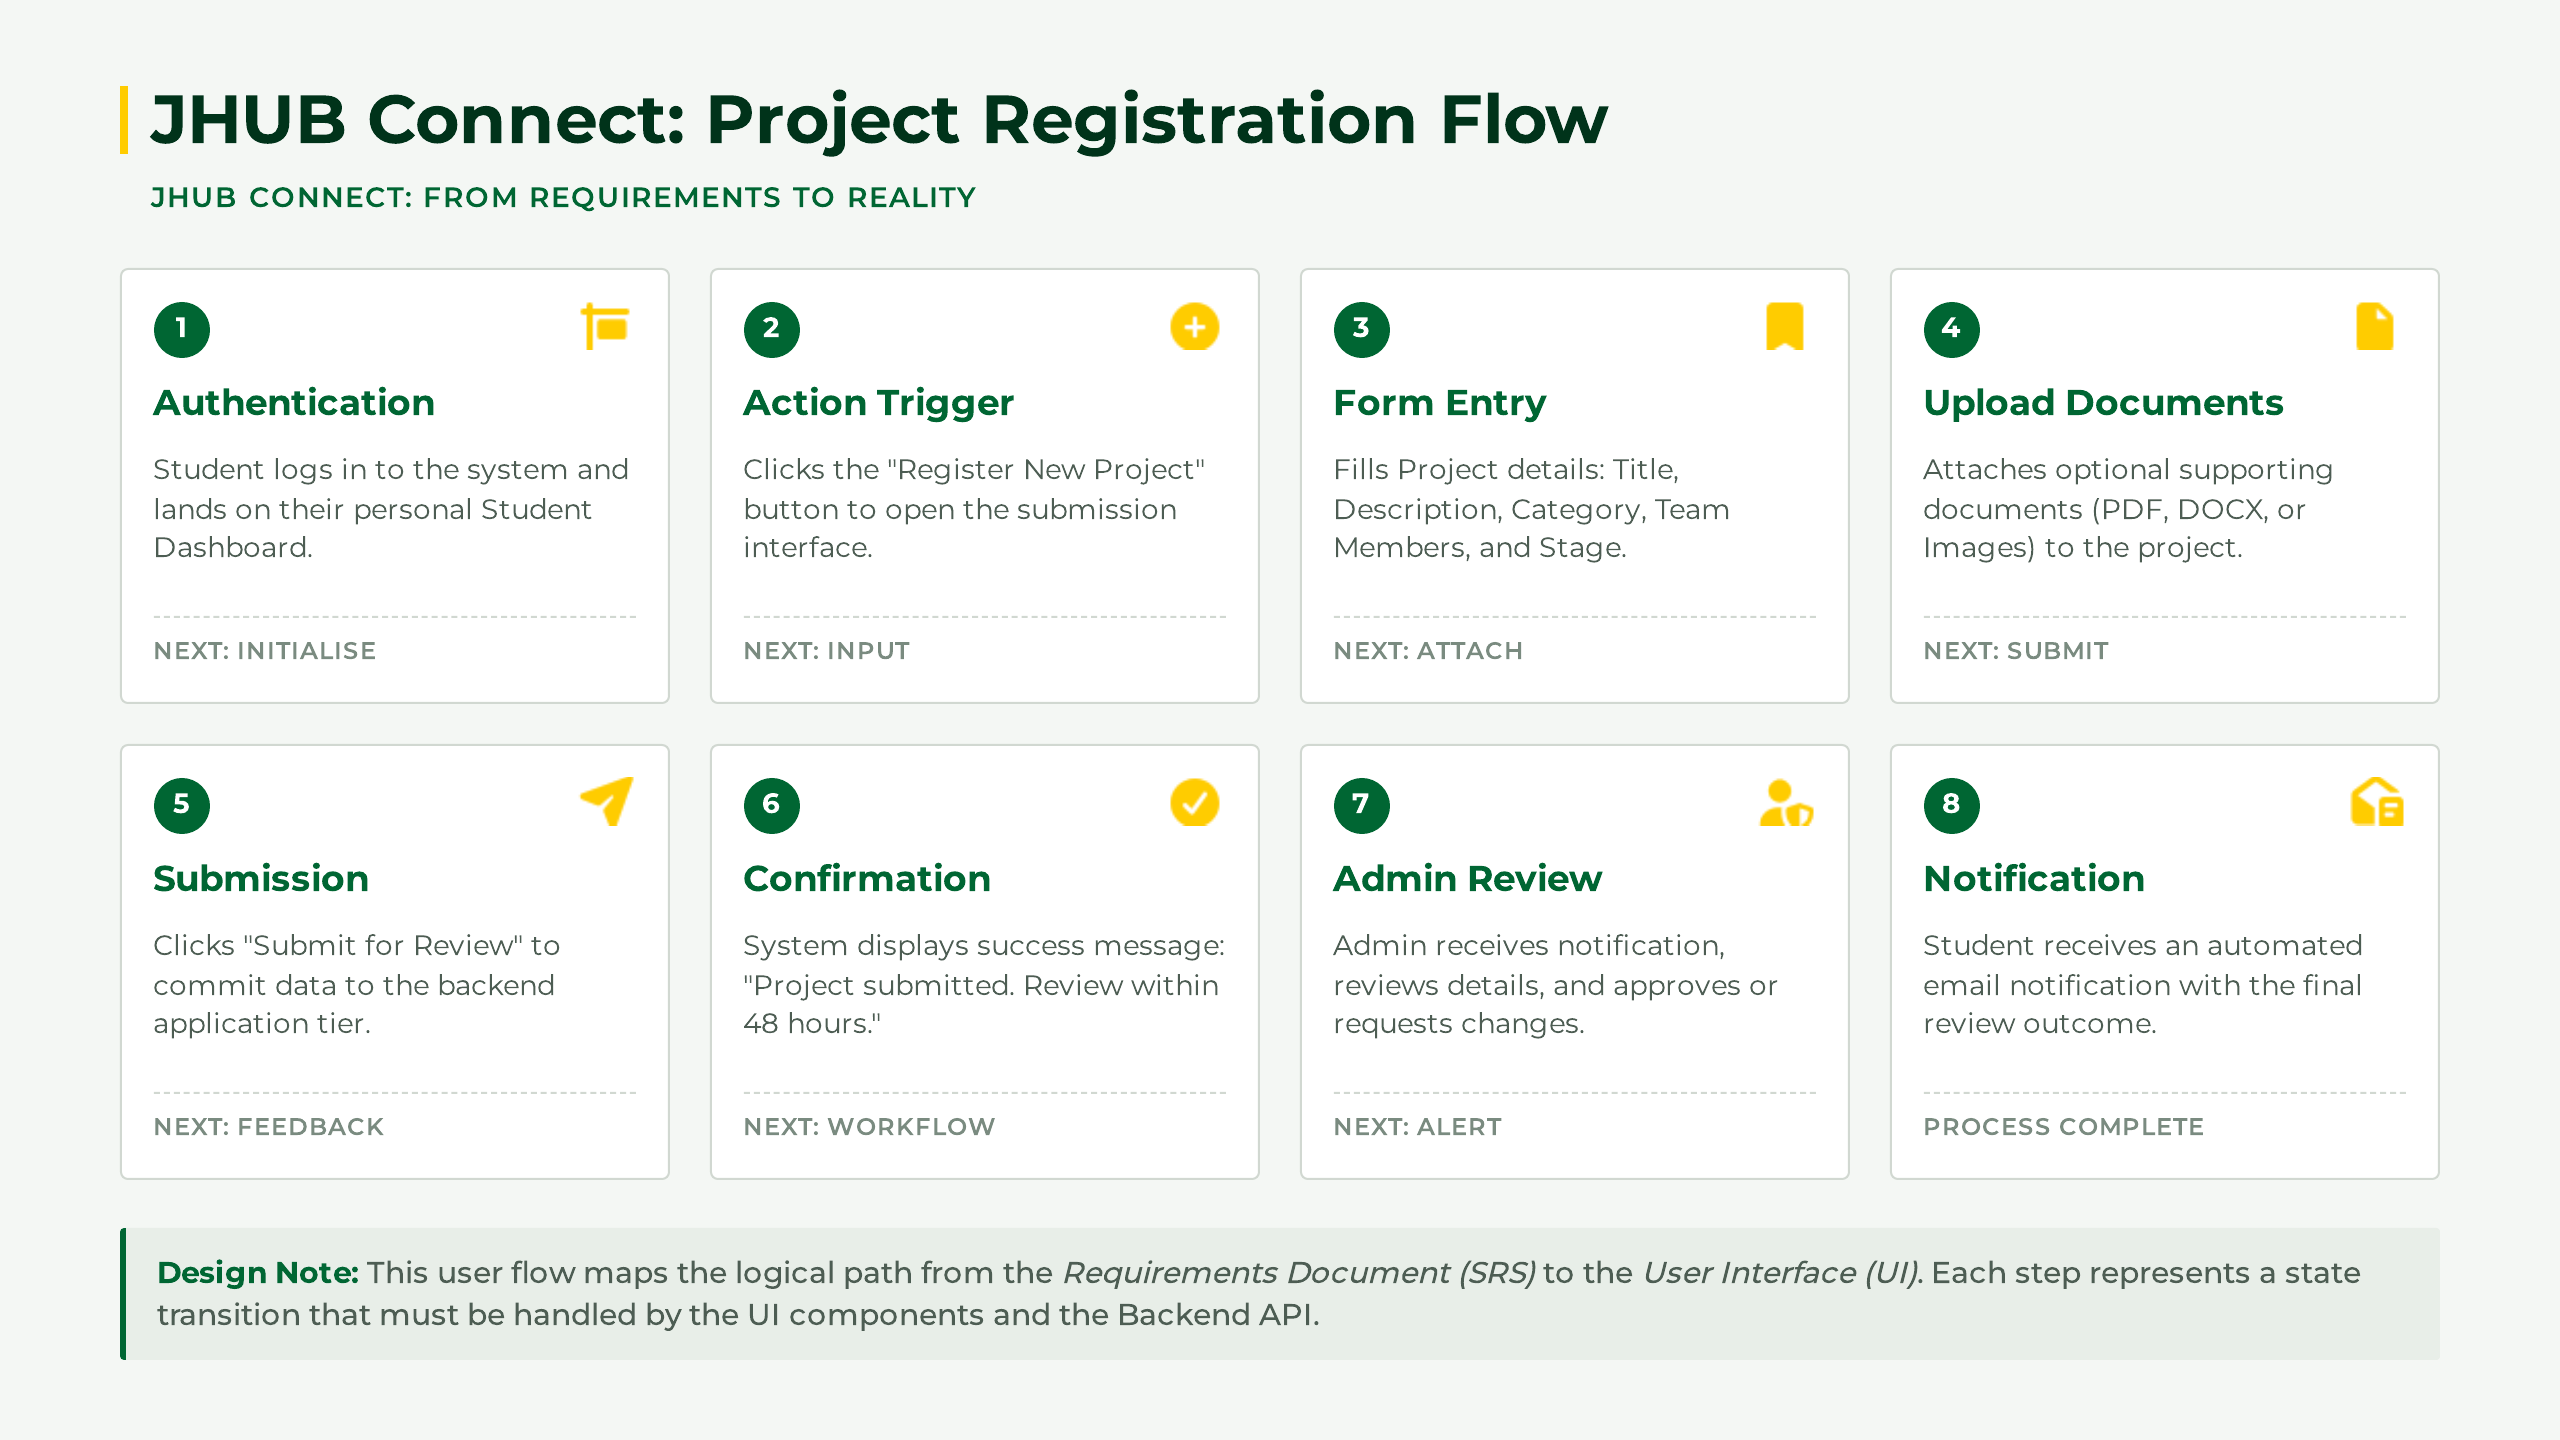 JHUB Connect: Project Registration Flow
JHUB CONNECT: FROM REQUIREMENTS TO REALITY
1
Authentication
Student logs in to the system and
lands on their personal Student
Dashboard.
NEXT: INITIALISE
2
Action Trigger
Clicks the "Register New Project"
button to open the submission
interface.
NEXT: INPUT
3
Form Entry
Fills Project details: Title,
Description, Category, Team
Members, and Stage.
NEXT: ATTACH
4
Upload Documents
Attaches optional supporting
documents (PDF, DOCX, or
Images) to the project.
NEXT: SUBMIT
5
Submission
Clicks "Submit for Review" to
commit data to the backend
application tier.
NEXT: FEEDBACK
6
Confirmation
System displays success message:
"Project submitted. Review within
48 hours."
NEXT: WORKFLOW
7
Admin Review
Admin receives notification,
reviews details, and approves or
requests changes.
NEXT: ALERT
8
Notification
Student receives an automated
email notification with the final
review outcome.
PROCESS COMPLETE
Design Note: This user flow maps the logical path from the Requirements Document (SRS) to the User Interface (UI). Each step represents a state
transition that must be handled by the UI components and the Backend API.